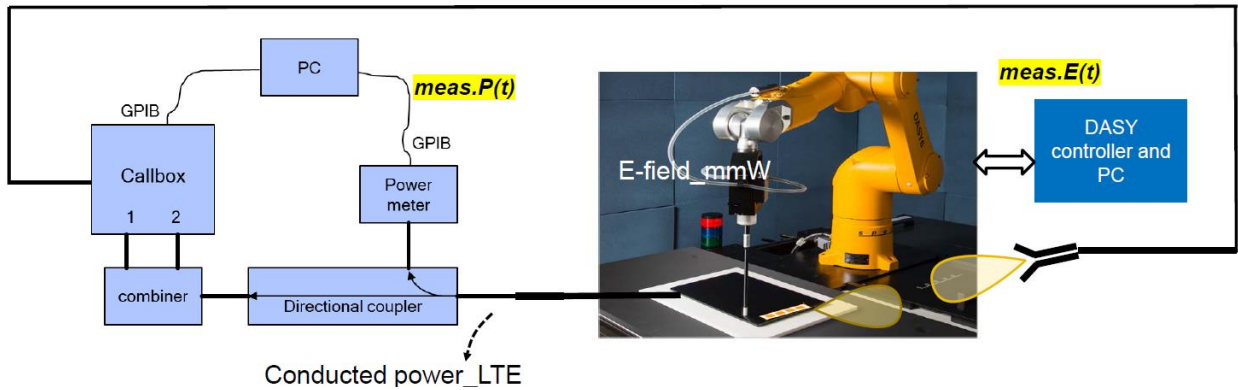 PC
meas.P(t)
meas.E(t)
GPIB
GPIB
Callbox
1 2
Power
meter
E-field_mmW
DASY6
DASY
controller and
PC
combiner
Directional coupler
Conducted power_LTE